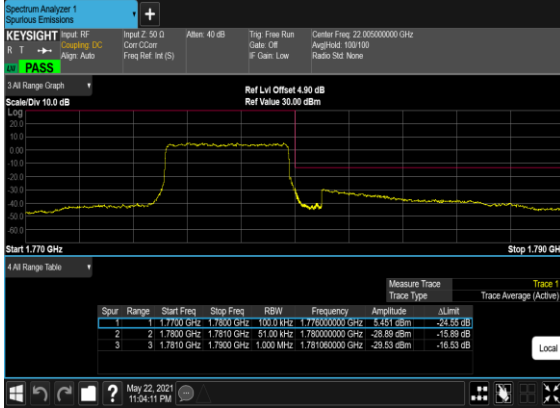 Spectrum Analyzer 1
Spurious Emissions
KEYSIGHT Input: RF Input Z: 50 Ω Atten: 40 dB Trig: Free Run Center Freq: 22.005000000 GHz
R T Coupling: DC Corr CCorr Gate: Off Avg|Hold: 100/100
Align: Auto Freq Ref: Int (S) IF Gain: Low Radio Std: None
LXI PASS
3 All Range Graph Ref Lvl Offset 4.90 dB
Scale/Div 10.0 dB Ref Value 30.00 dBm
Log
20.0
10.0
0.00
-10.0
-20.0
-30.0
-40.0
-50.0
-60.0
Start 1.770 GHz Stop 1.790 GH
4 All Range Table
Measure Trace Trace 1
Trace Type Trace Average (Active)
Spur Range Start Freq Stop Freq RBW Frequency Amplitude ΔLimit
1 1 1.7700 GHz 1.7800 GHz 100.0 kHz 1.776000000 GHz 5.451 dBm -24.55 dB
2 2 1.7800 GHz 1.7810 GHz 51.00 kHz 1.780000000 GHz -28.89 dBm -15.89 dB
3 3 1.7810 GHz 1.7900 GHz 1.000 MHz 1.781060000 GHz -29.53 dBm -16.53 dB
Local
May 22, 2021
11:04:11 PM